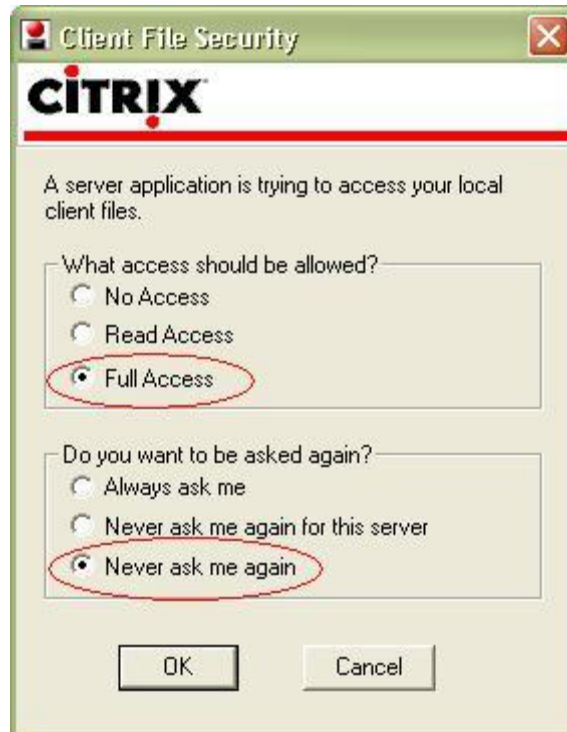 Client File Security
CiTRIX
A server application is trying to access your local
client files.
What access should be allowed?
No Access
Read Access
Full Access
Do you want to be asked again?
Always ask me
Never ask me again for this server
Never ask me again
OK Cancel